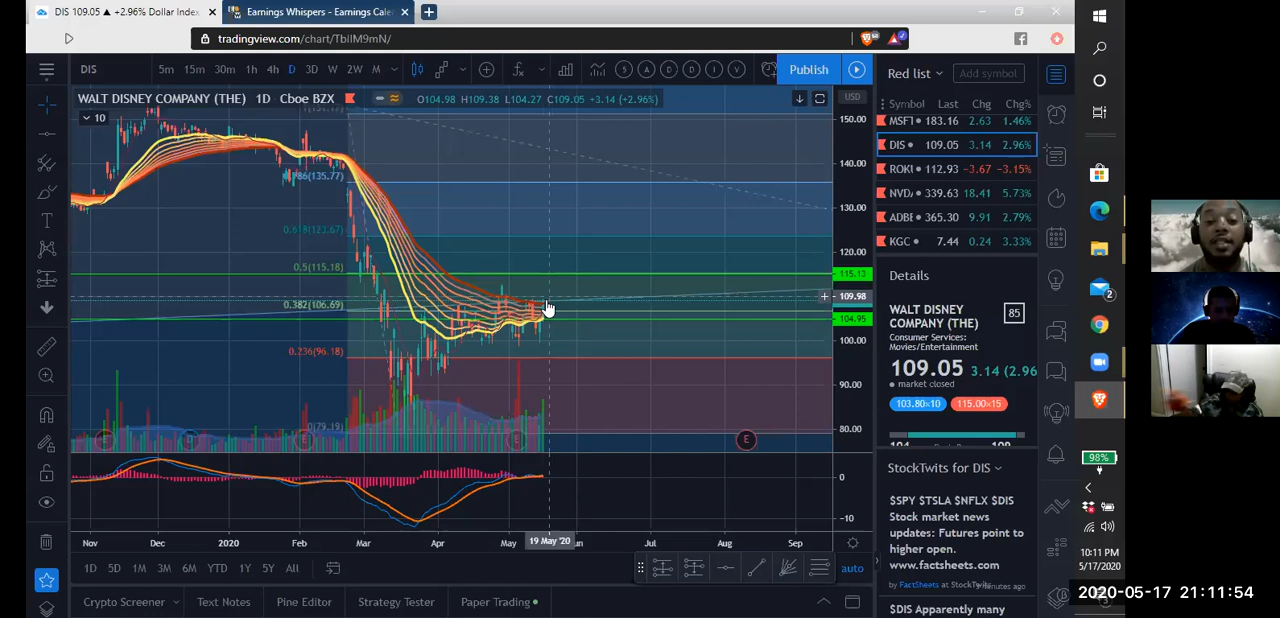 DIS 109.05 ▲ +2.96% Dollar Index
Earnings Whispers - Earnings Cale
tradingview.com/chart/TbllM9mN/
DIS 5m 15m 30m 1h 4h D 3D W 2W M
Publish
Red list
Add symbol
WALT DISNEY COMPANY (THE) 1D Cboe BZX
O104.98 H109.38 L104.27 C109.05 +3.14 (+2.96%)
10
USD
Symbol Last Chg Chg%
MSFT 183.16 2.63 1.46%
DIS 109.05 3.14 2.96%
ROKU 112.93 -3.67 -3.15%
NVDA 339.63 18.41 5.73%
ADBE 365.30 9.91 2.79%
KGC 7.44 0.24 3.33%
150.00
140.00
130.00
120.00
115.13
109.98
104.95
100.00
90.00
80.00
0
-10
0.786(135.77)
0.618(123.67)
0.5(115.18)
0.382(106.69)
0.236(96.18)
0(79.19)
E D E E E
Details
WALT DISNEY
COMPANY (THE)
85
Consumer Services:
Movies/Entertainment
109.05 3.14 (2.96
market closed
103.80×10 115.00×15
StockTwits for DIS
$SPY $TSLA $NFLX $DIS
Stock market news
updates: Futures point to
higher open.
www.factsheets.com
by FactSheets at StockTwits
minutes ago
$DIS Apparently many
Nov Dec 2020 Feb Mar Apr May 19 May '20 Jul Aug Sep
1D 5D 1M 3M 6M YTD 1Y 5Y All
auto
Crypto Screener Text Notes Pine Editor Strategy Tester Paper Trading
98%
2
10:11 PM
5/17/2020
2020-05-17 21:11:54